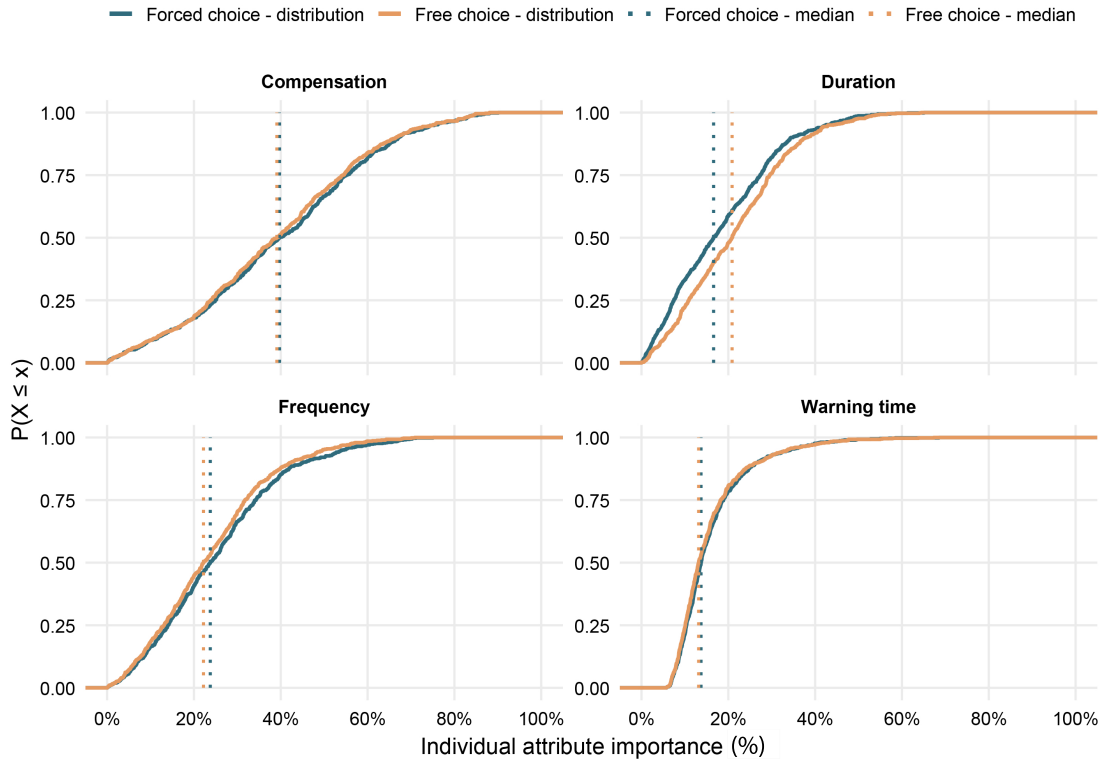 Forced choice - distribution Free choice - distribution Forced choice - median Free choice - median
Compensation Duration
1.00 1.00
0.75 0.75
0.50 0.50
0.25 0.25
0.00 0.00
P(X ≤ x)
Frequency Warning time
1.00 1.00
0.75 0.75
0.50 0.50
0.25 0.25
0.00 0.00
0% 20% 40% 60% 80% 100% 0% 20% 40% 60% 80% 100%
Individual attribute importance (%)